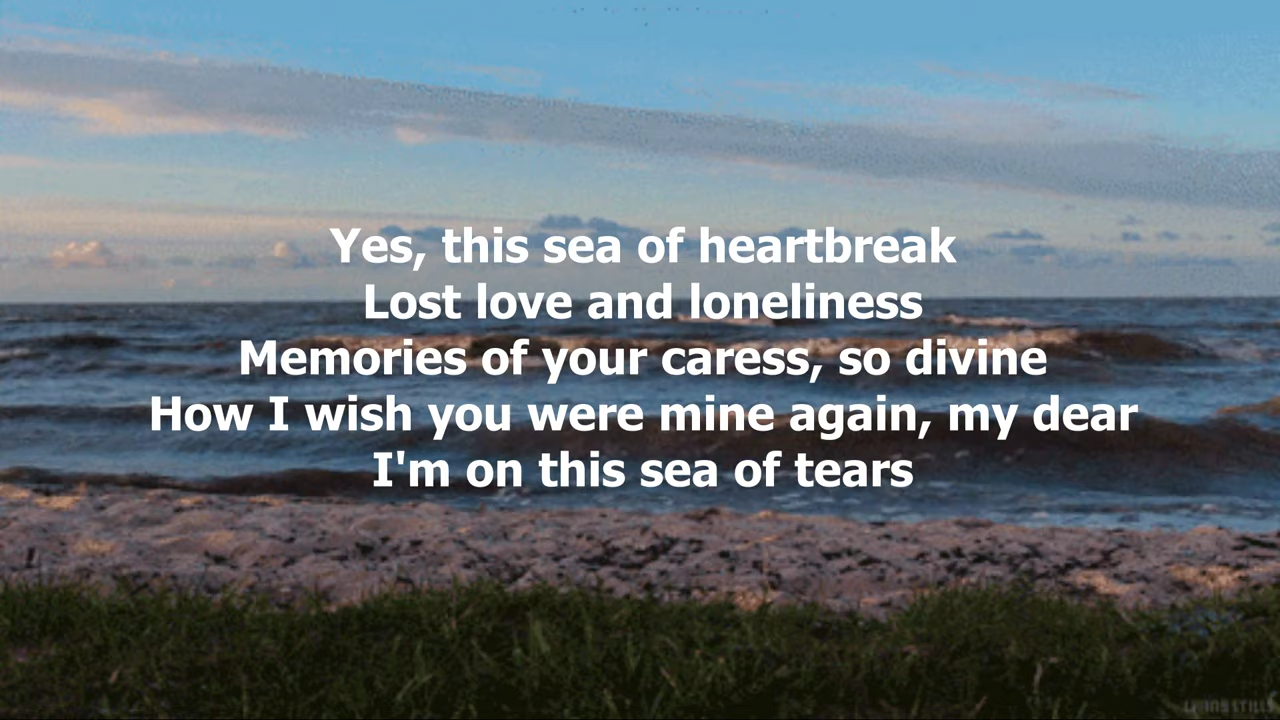 Yes, this sea of heartbreak
Lost love and loneliness
Memories of your caress, so divine
How I wish you were mine again, my dear
I'm on this sea of tears